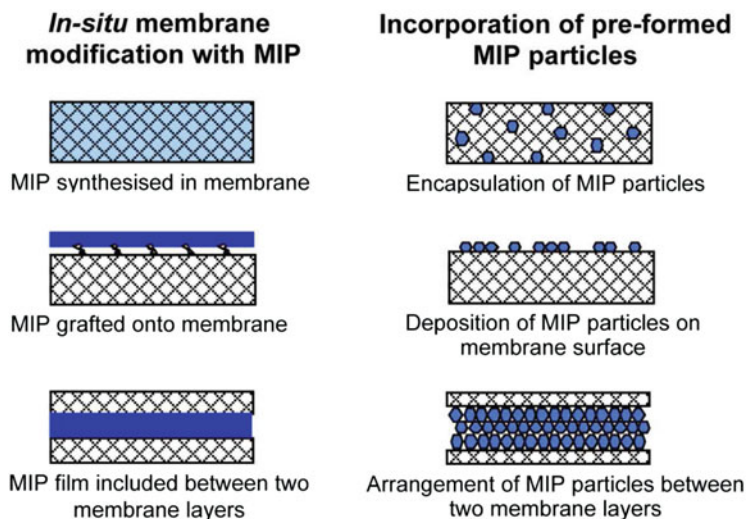 In-situ membrane
modification with MIP
MIP synthesised in membrane
MIP grafted onto membrane
MIP film included between two
membrane layers
Incorporation of pre-formed
MIP particles
Encapsulation of MIP particles
Deposition of MIP particles on
membrane surface
Arrangement of MIP particles between
two membrane layers